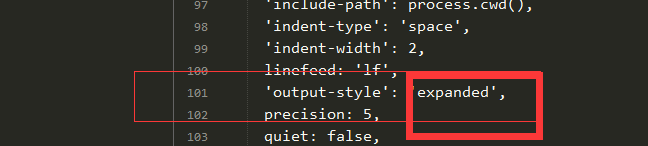 97 'include-path': process.cwd(),
98 'indent-type': 'space',
99 'indent-width': 2,
100 linefeed: 'lf',
101 'output-style': 'expanded',
102 precision: 5,
103 quiet: false,